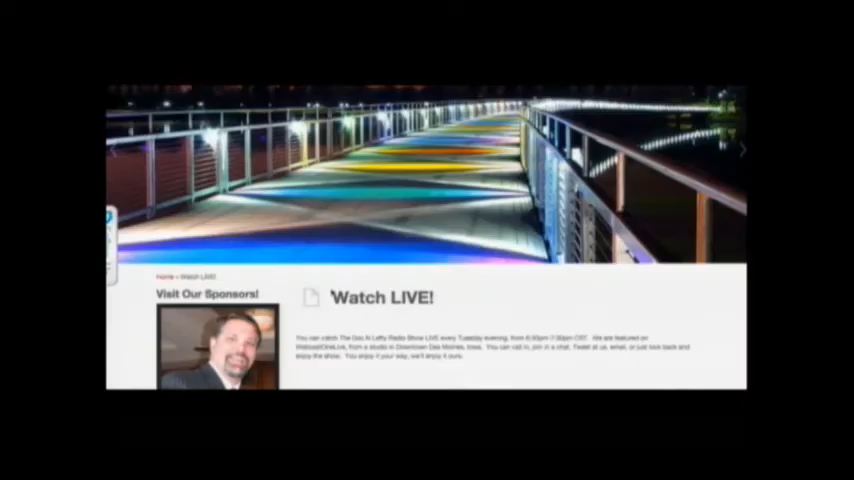 Home » Watch LIVE!
Visit Our Sponsors!
Watch LIVE!
You can catch The Doc N Lefty Radio Show LIVE every Tuesday evening, from 6:30pm-7:30pm CST. We are featured on
from a studio in Downtown Des Moines, Iowa. You can call in, join in a chat, Tweet at us, email, or just kick back and
enjoy the show. You enjoy it your way, we'll enjoy it ours.